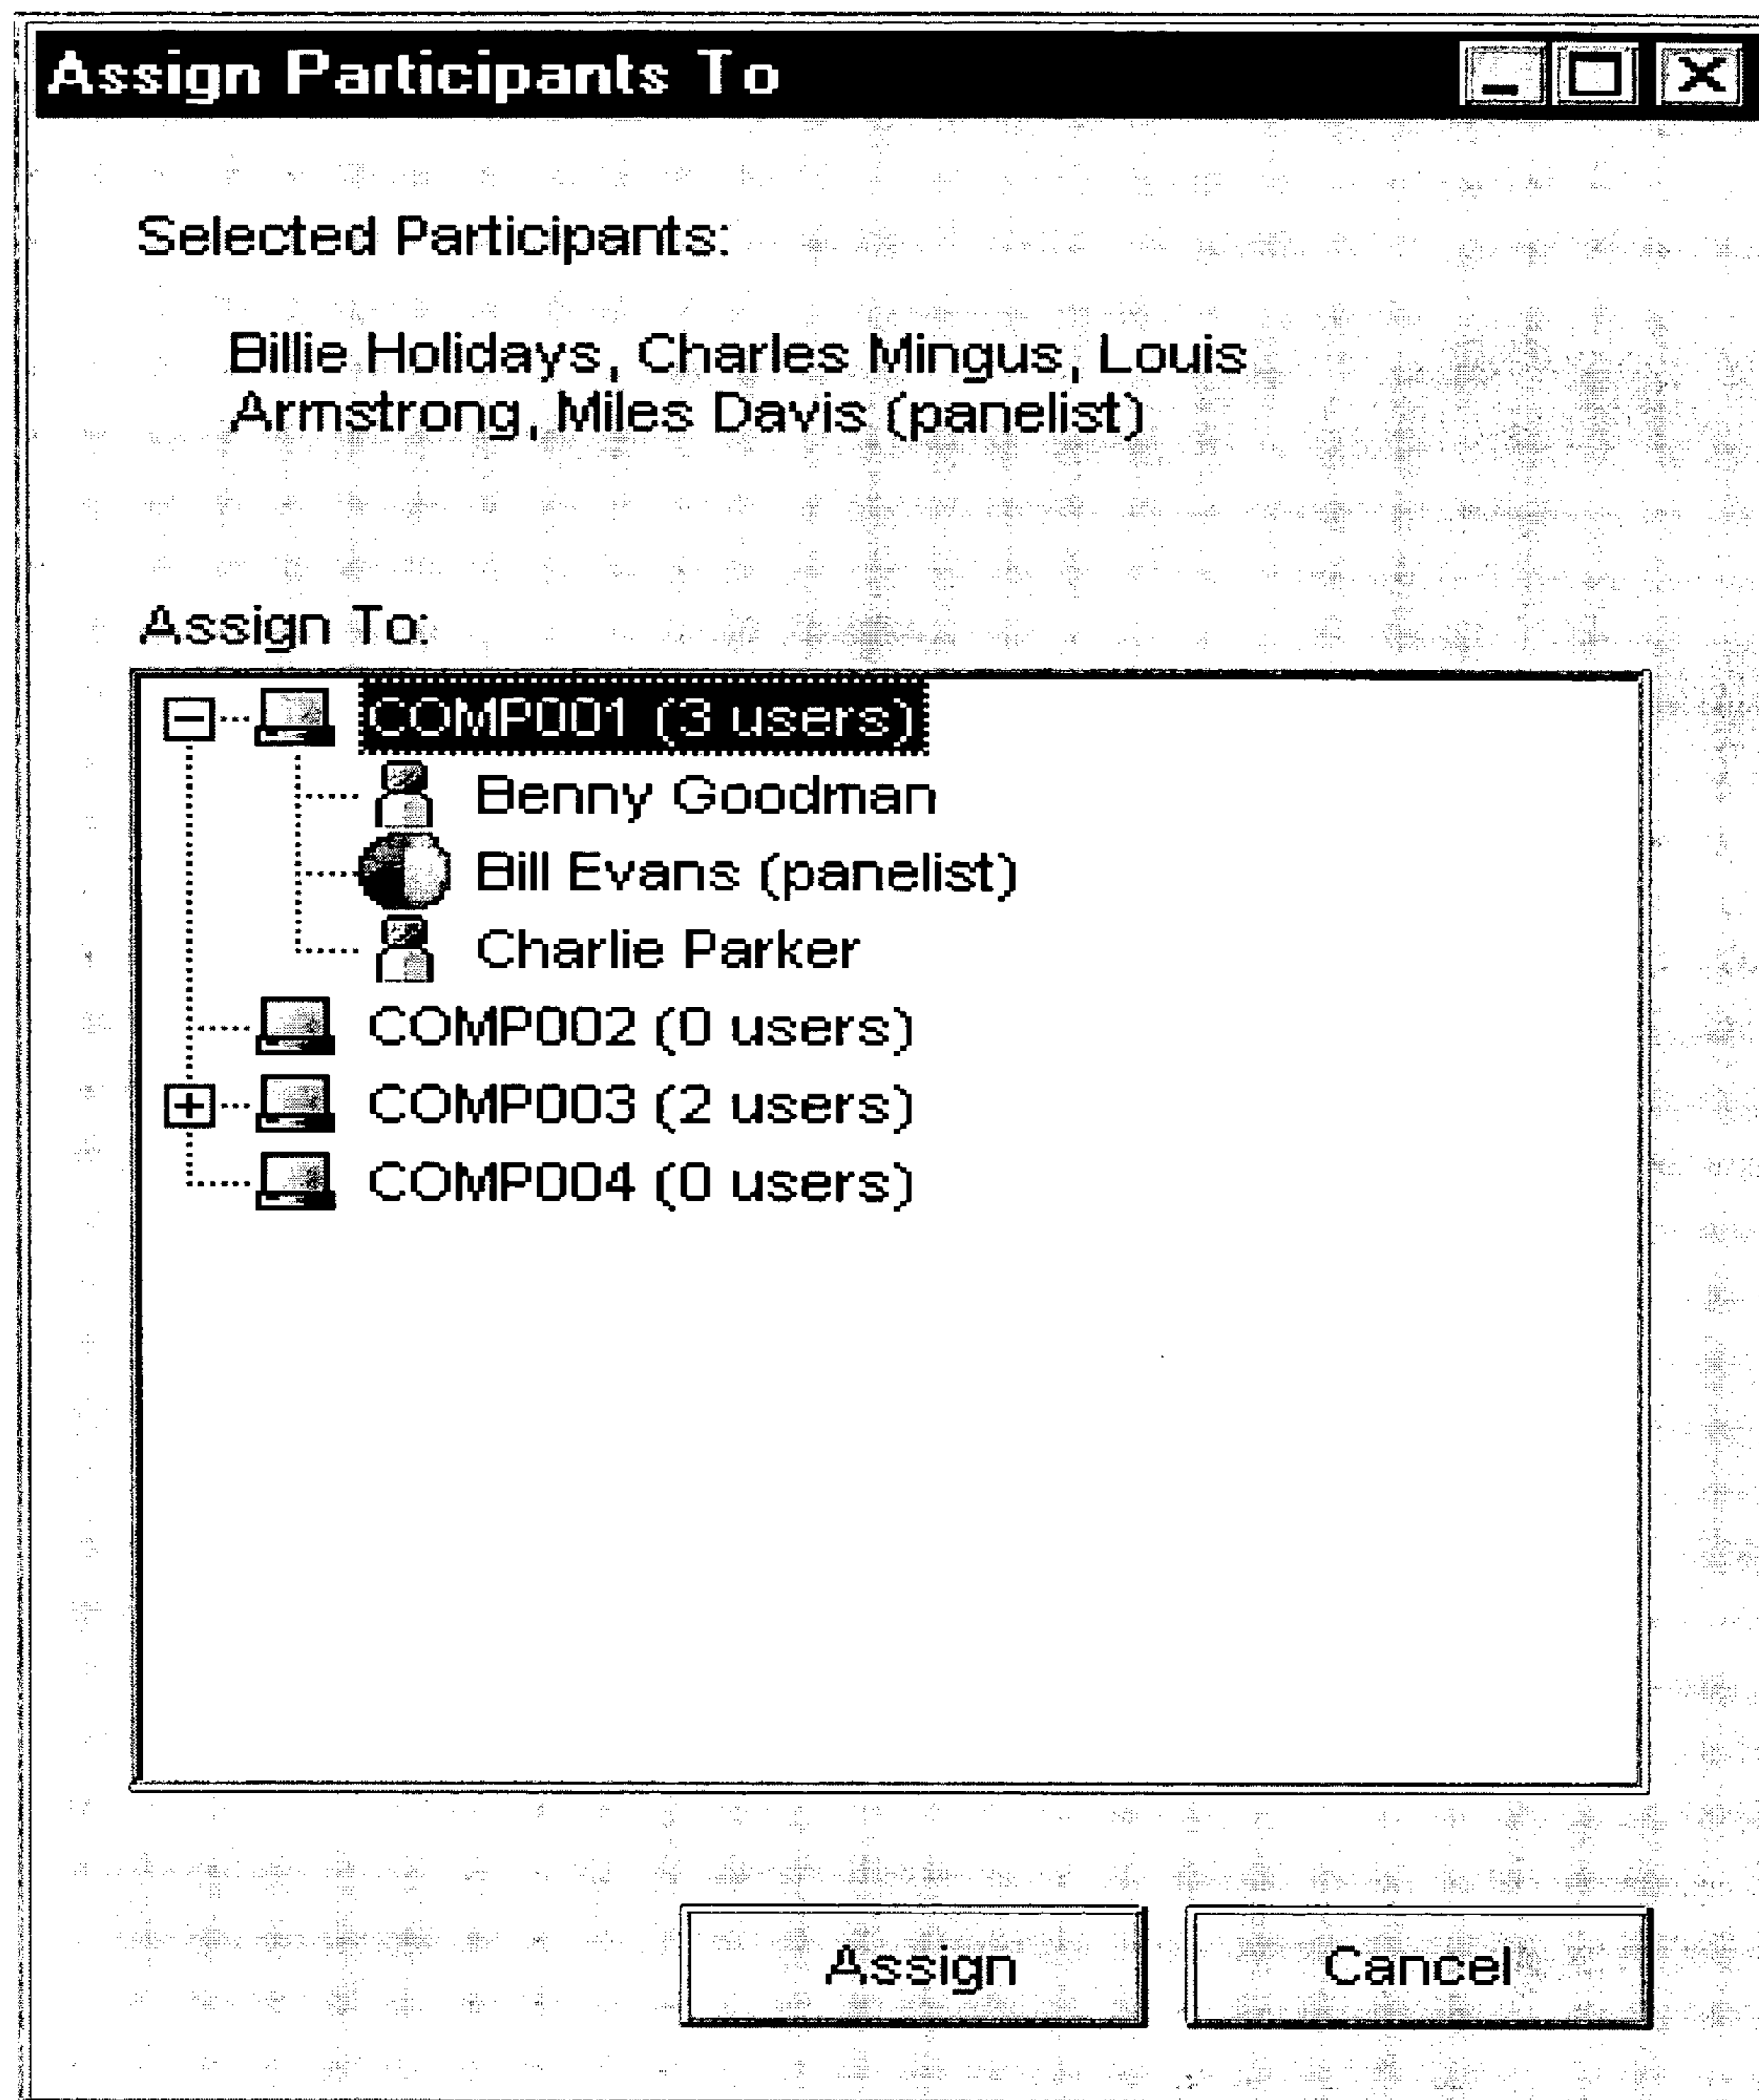 Assign Participants To
Selected Participants:
Billie Holidays, Charles Mingus, Louis
Armstrong, Miles Davis (panelist)
Assign To:
COMP001 (3 users)
Benny Goodman
Bill Evans (panelist)
Charlie Parker
COMP002 (0 users)
COMP003 (2 users)
COMP004 (0 users)
Assign Cancel